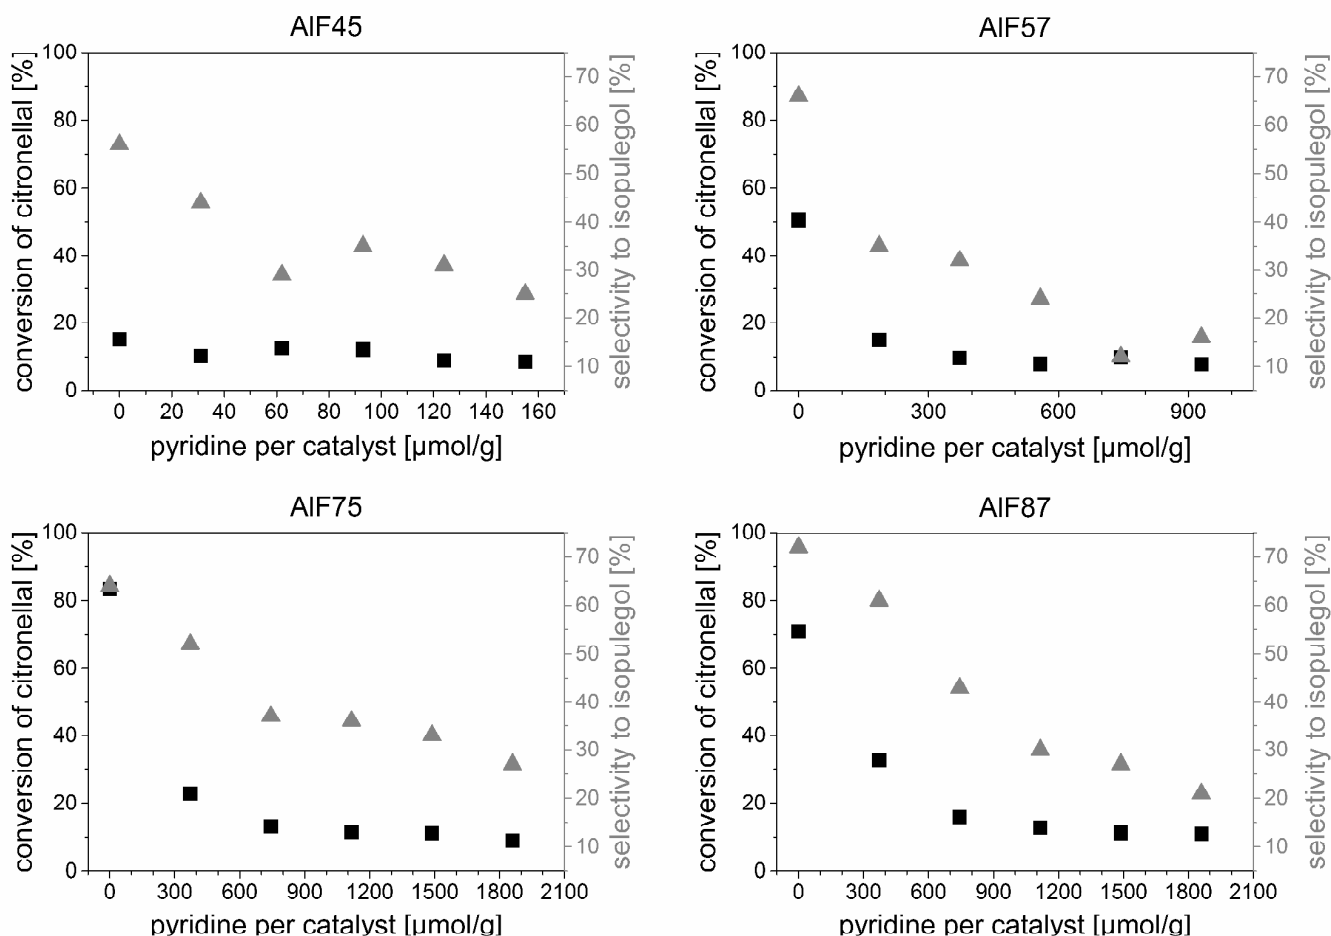 AlF45
conversion of citronellal [%]
100
80
60
40
20
0
selectivity to isopulegol [%]
70
60
50
40
30
20
10
0 20 40 60 80 100 120 140 160
pyridine per catalyst [µmol/g]
AlF57
conversion of citronellal [%]
100
80
60
40
20
0
selectivity to isopulegol [%]
70
60
50
40
30
20
10
0 300 600 900
pyridine per catalyst [µmol/g]
AlF75
conversion of citronellal [%]
100
80
60
40
20
0
selectivity to isopulegol [%]
70
60
50
40
30
20
10
0 300 600 900 1200 1500 1800 2100
pyridine per catalyst [µmol/g]
AlF87
conversion of citronellal [%]
100
80
60
40
20
0
selectivity to isopulegol [%]
70
60
50
40
30
20
10
0 300 600 900 1200 1500 1800 2100
pyridine per catalyst [µmol/g]